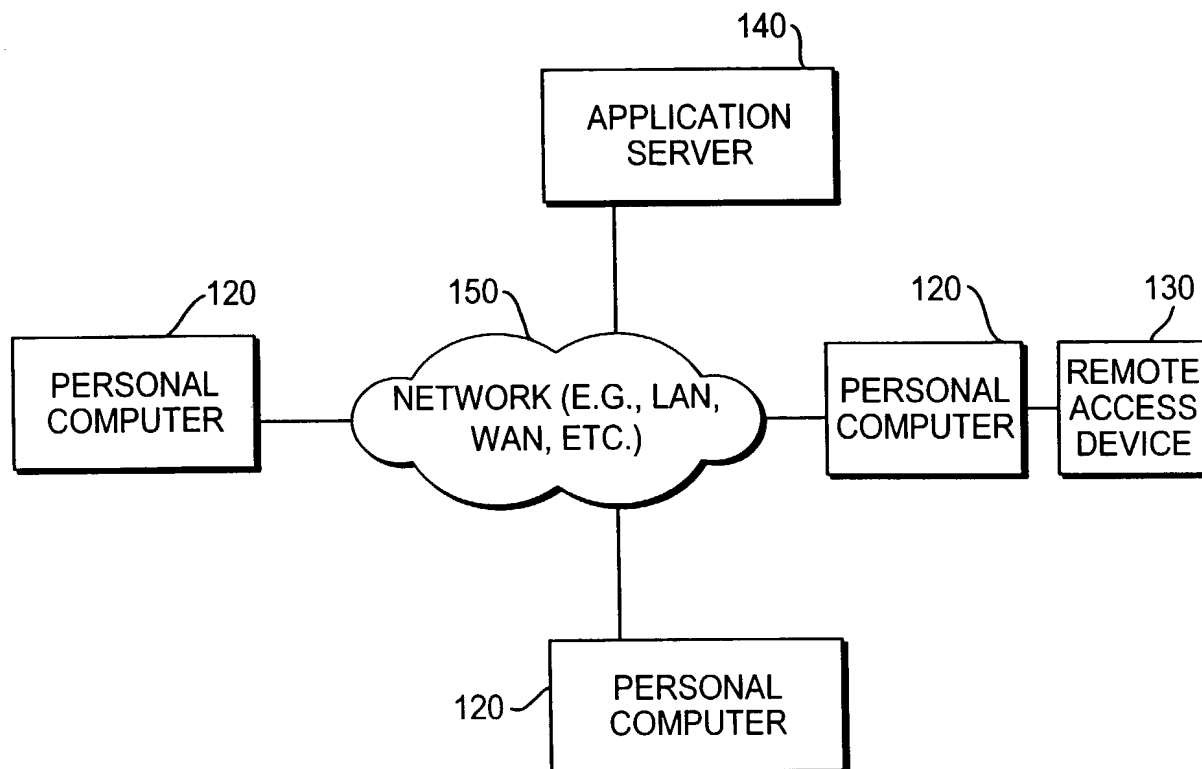 140
APPLICATION
SERVER
120
PERSONAL
COMPUTER
150
NETWORK (E.G., LAN,
WAN, ETC.)
120
PERSONAL
COMPUTER
130
REMOTE
ACCESS
DEVICE
120
PERSONAL
COMPUTER